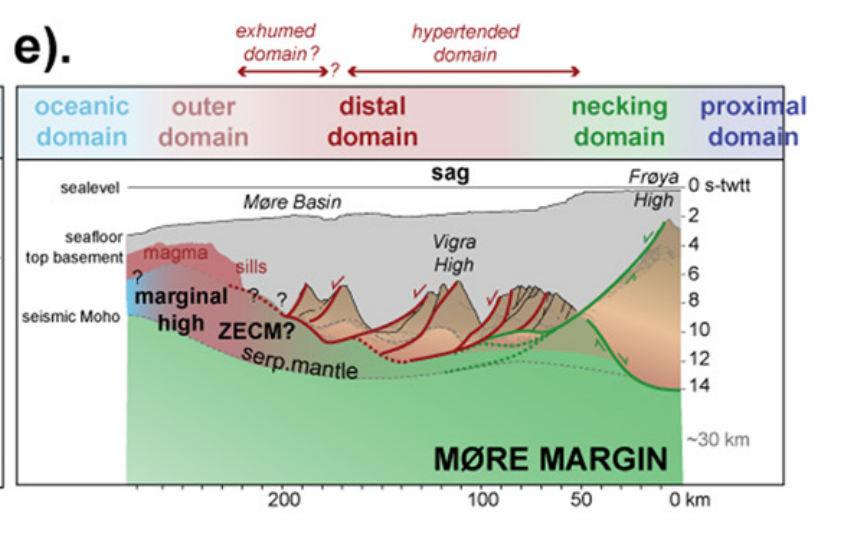 e).
exhumed
domain?
?
hypertended
domain
oceanic
domain
outer
domain
distal
domain
necking
domain
proximal
domain
sag
sealevel
0 s-twtt
Frøya
High
Møre Basin
2
seafloor
4
top basement
magma
Vigra
High
6
sills
?
?
?
8
marginal
high
seismic Moho
10
ZECM?
12
serp.mantle
14
~30 km
MØRE MARGIN
200
100
50
0 km